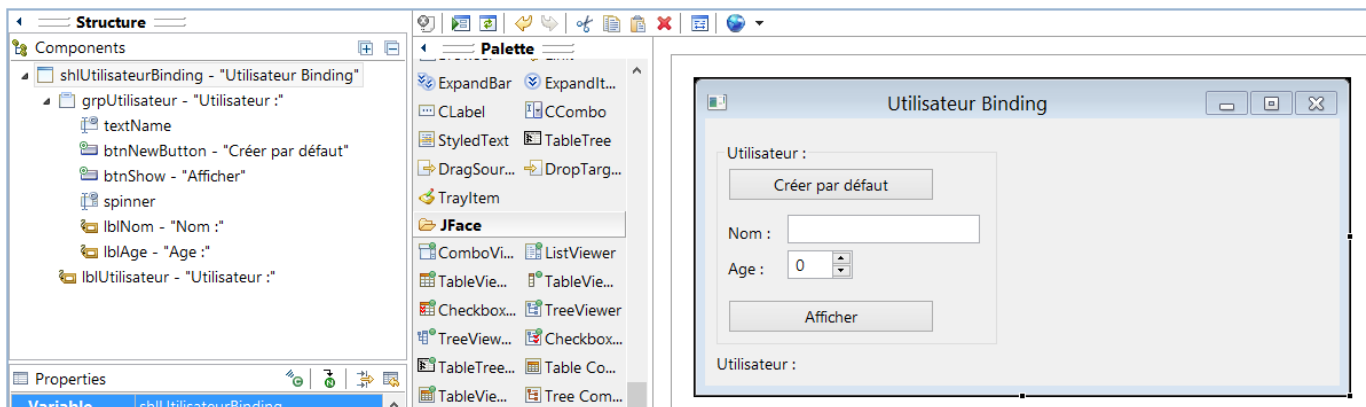 Structure
Components
shlUtilisateurBinding - "Utilisateur Binding"
grpUtilisateur - "Utilisateur :"
textName
btnNewButton - "Créer par défaut"
btnShow - "Afficher"
spinner
lblNom - "Nom :"
lblAge - "Age :"
lblUtilisateur - "Utilisateur :"
Properties
Variable shlUtilisateurBinding
Palette
ExpandBar ExpandIt...
CLabel CCombo
StyledText TableTree
DragSour... DropTarg...
TrayItem
JFace
ComboVi... ListViewer
TableVie... TableVie...
Checkbox... TreeViewer
TreeView... Checkbox...
TableTree... Table Co...
TableVie... Tree Com...
Utilisateur Binding
Utilisateur :
Créer par défaut
Nom :
Age : 0
Afficher
Utilisateur :